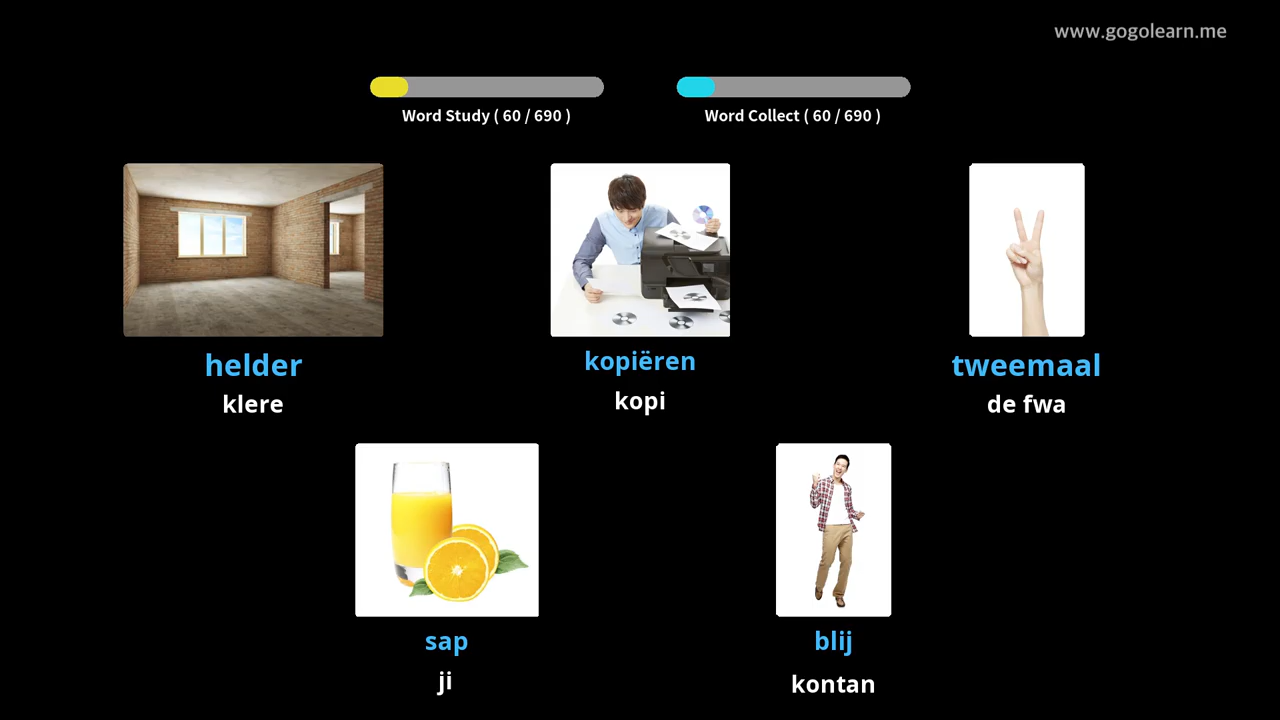 www.gogolearn.me
Word Study ( 60 / 690 )
Word Collect ( 60 / 690 )
helder
klere
kopiëren
kopi
tweemaal
de fwa
sap
ji
blij
kontan